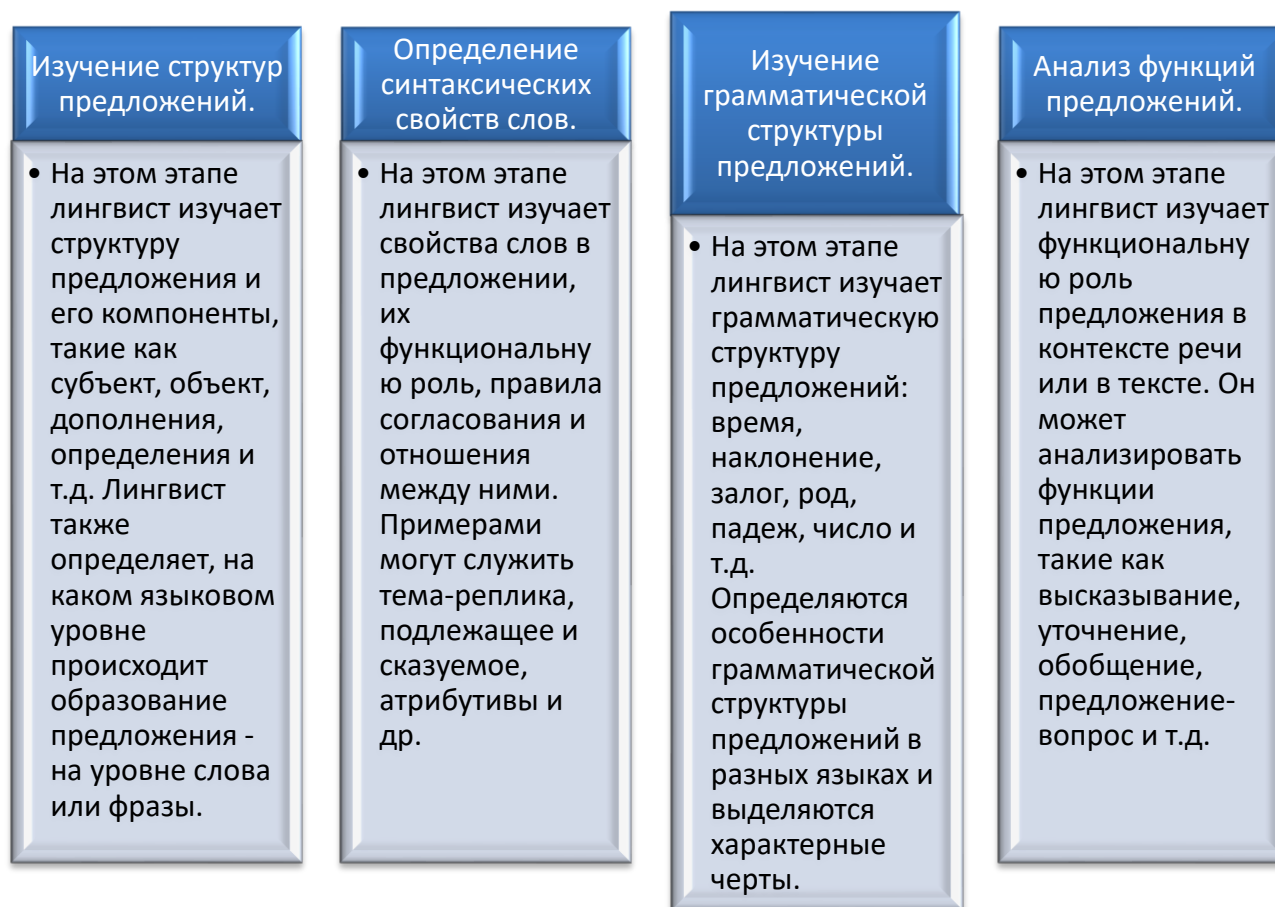 Изучение структур
предложений.
• На этом этапе
лингвист изучает
структуру
предложения и
его компоненты,
такие как
субъект, объект,
дополнения,
определения и
т.д. Лингвист
также
определяет, на
каком языковом
уровне
происходит
образование
предложения -
на уровне слова
или фразы.
Определение
синтаксических
свойств слов.
• На этом этапе
лингвист изучает
свойства слов в
предложении,
их
функциональну
ю роль, правила
согласования и
отношения
между ними.
Примерами
могут служить
тема-реплика,
подлежащее и
сказуемое,
атрибутивы и
др.
Изучение
грамматической
структуры
предложений.
• На этом этапе
лингвист изучает
грамматическую
структуру
предложений:
время,
наклонение,
залог, род,
падеж, число и
т.д.
Определяются
особенности
грамматической
структуры
предложений в
разных языках и
выделяются
характерные
черты.
Анализ функций
предложений.
• На этом этапе
лингвист изучает
функциональну
ю роль
предложения в
контексте речи
или в тексте. Он
может
анализировать
функции
предложения,
такие как
высказывание,
уточнение,
обобщение,
предложение-
вопрос и т.д.